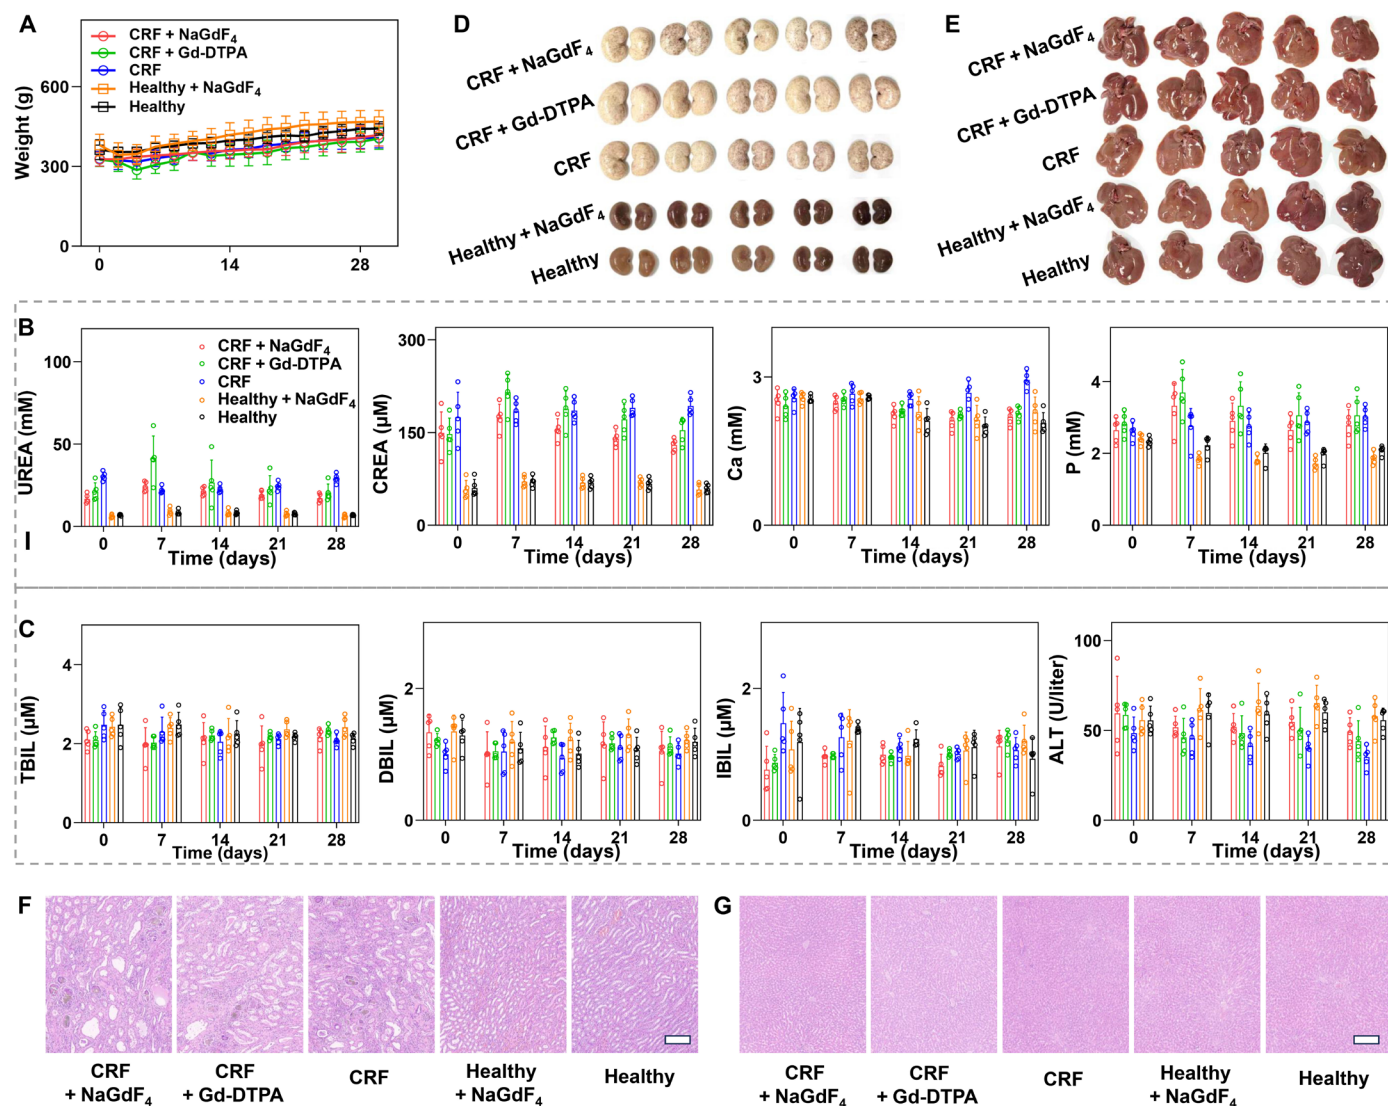 A
CRF + NaGdF₄
CRF + Gd-DTPA
CRF
Healthy + NaGdF₄
Healthy
Weight (g)
600
300
0
0 14 28
D
CRF + NaGdF₄
CRF + Gd-DTPA
CRF
Healthy + NaGdF₄
Healthy
E
CRF + NaGdF₄
CRF + Gd-DTPA
CRF
Healthy + NaGdF₄
Healthy
B
CRF + NaGdF₄
CRF + Gd-DTPA
CRF
Healthy + NaGdF₄
Healthy
UREA (mM)
100
50
0
0 7 14 21 28
Time (days)
CREA (µM)
300
150
0
0 7 14 21 28
Time (days)
Ca (mM)
3
0
0 7 14 21 28
Time (days)
P (mM)
4
2
0
0 7 14 21 28
Time (days)
C
TBIL (µM)
4
2
0
0 7 14 21 28
Time (days)
DBIL (µM)
2
0
0 7 14 21 28
Time (days)
IBIL (µM)
2
0
0 7 14 21 28
Time (days)
ALT (U/liter)
100
50
0
0 7 14 21 28
Time (days)
F
CRF
+ NaGdF₄
CRF
+ Gd-DTPA
CRF
Healthy
+ NaGdF₄
Healthy
G
CRF
+ NaGdF₄
CRF
+ Gd-DTPA
CRF
Healthy
+ NaGdF₄
Healthy